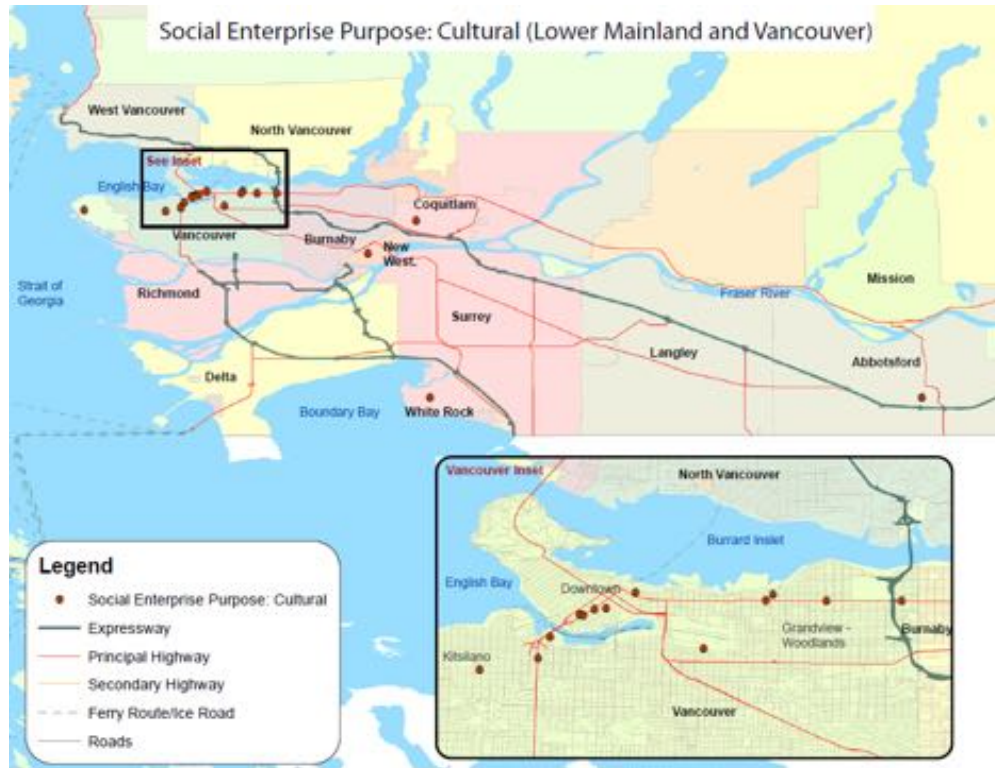 Social Enterprise Purpose: Cultural (Lower Mainland and Vancouver)
West Vancouver
North Vancouver
See Inset
English Bay
Coquitlam
Vancouver
Burnaby
New
West.
Strait of
Georgia
Richmond
Mission
Fraser River
Surrey
Langley
Abbotsford
Delta
Boundary Bay
White Rock
Vancouver Inset
North Vancouver
Burrard Inslet
English Bay
Downtown
Grandview -
Woodlands
Burnaby
Kitsilano
Vancouver
Legend
Social Enterprise Purpose: Cultural
Expressway
Principal Highway
Secondary Highway
Ferry Route/Ice Road
Roads